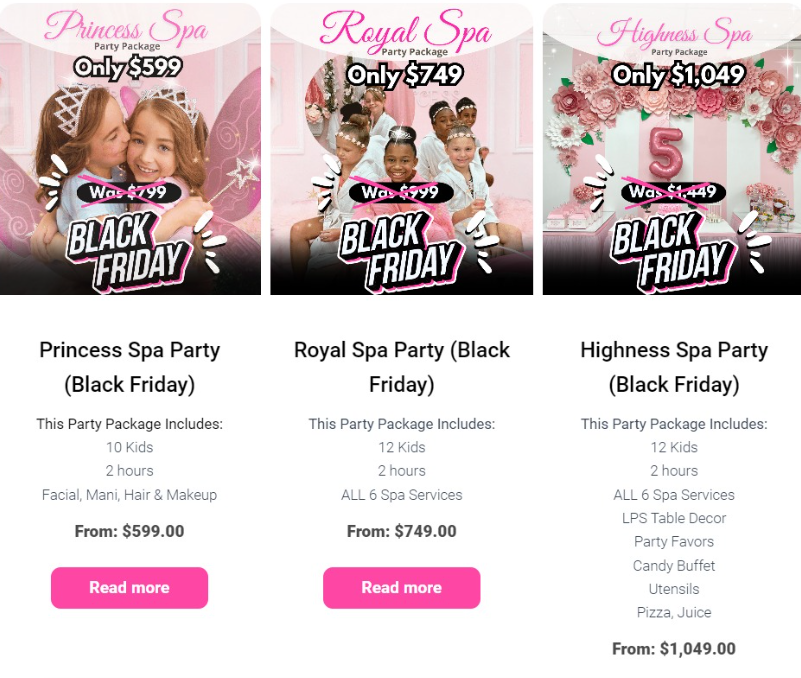 Princess Spa
Party Package
Only $599
Was $799
BLACK
FRIDAY
Princess Spa Party
(Black Friday)
This Party Package Includes:
10 Kids
2 hours
Facial, Mani, Hair & Makeup
From: $599.00
Read more
Royal Spa
Party Package
Only $749
Was $999
BLACK
FRIDAY
Royal Spa Party (Black
Friday)
This Party Package Includes:
12 Kids
2 hours
ALL 6 Spa Services
From: $749.00
Read more
Highness Spa
Party Package
Only $1,049
5
Was $1,449
BLACK
FRIDAY
Highness Spa Party
(Black Friday)
This Party Package Includes:
12 Kids
2 hours
ALL 6 Spa Services
LPS Table Decor
Party Favors
Candy Buffet
Utensils
Pizza, Juice
From: $1,049.00